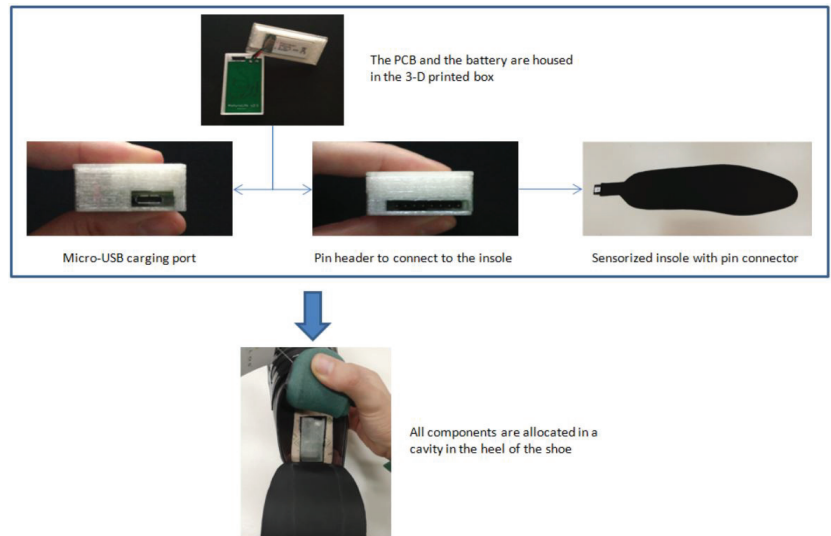 The PCB and the battery are housed
in the 3-D printed box
Micro-USB carging port
Pin header to connect to the insole
Sensorized insole with pin connector
All components are allocated in a
cavity in the heel of the shoe